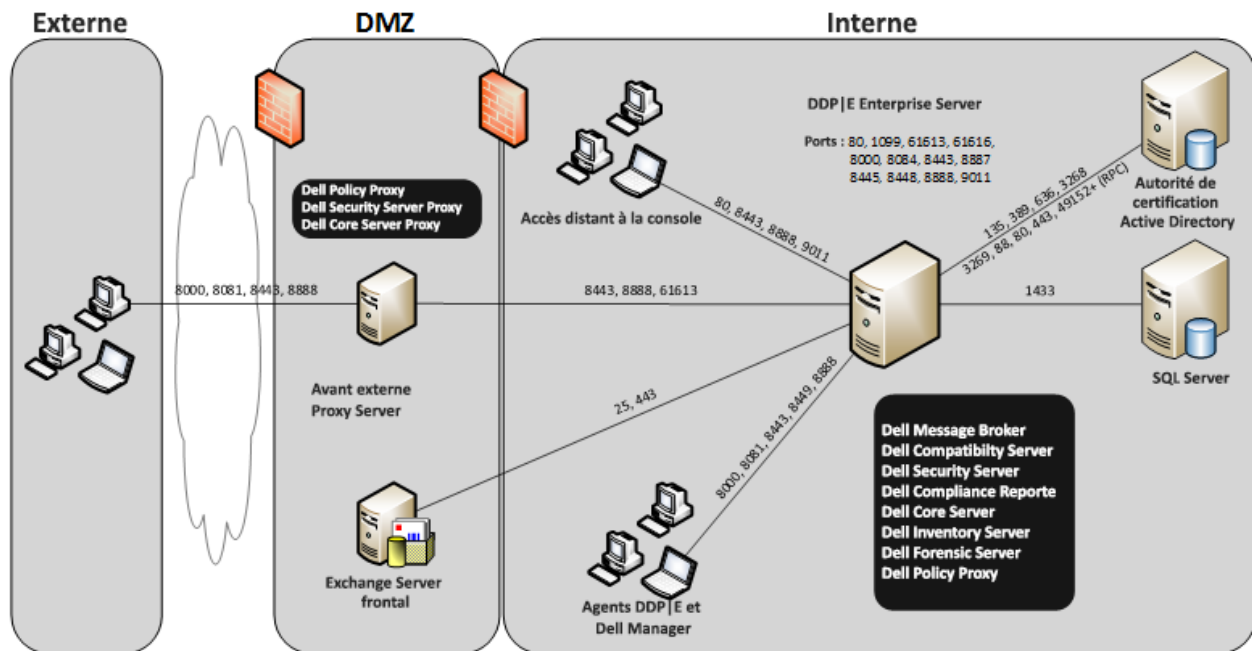 Externe
DMZ
Interne
DDP|E Enterprise Server
Ports : 80, 1099, 61613, 61616,
8000, 8084, 8443, 8887
8445, 8448, 8888, 9011
Dell Policy Proxy
Dell Security Server Proxy
Dell Core Server Proxy
Accès distant à la console
80, 8443, 8888, 9011
135, 389, 636, 3268
3269, 88, 80, 443, 49152+ (RPC)
Autorité de
certification
Active Directory
8000, 8081, 8443, 8888
8443, 8888, 61613
1433
Avant externe
Proxy Server
SQL Server
25, 443
8000, 8081, 8443, 8449, 8888
Dell Message Broker
Dell Compatibilty Server
Dell Security Server
Dell Compliance Reporte
Dell Core Server
Dell Inventory Server
Dell Forensic Server
Dell Policy Proxy
Exchange Server
frontal
Agents DDP|E et
Dell Manager